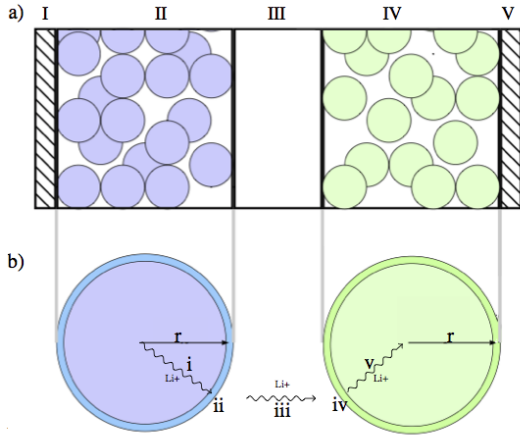 a) I II III IV V
b)
r r
i v
Li+ Li+ Li+
ii iii iv